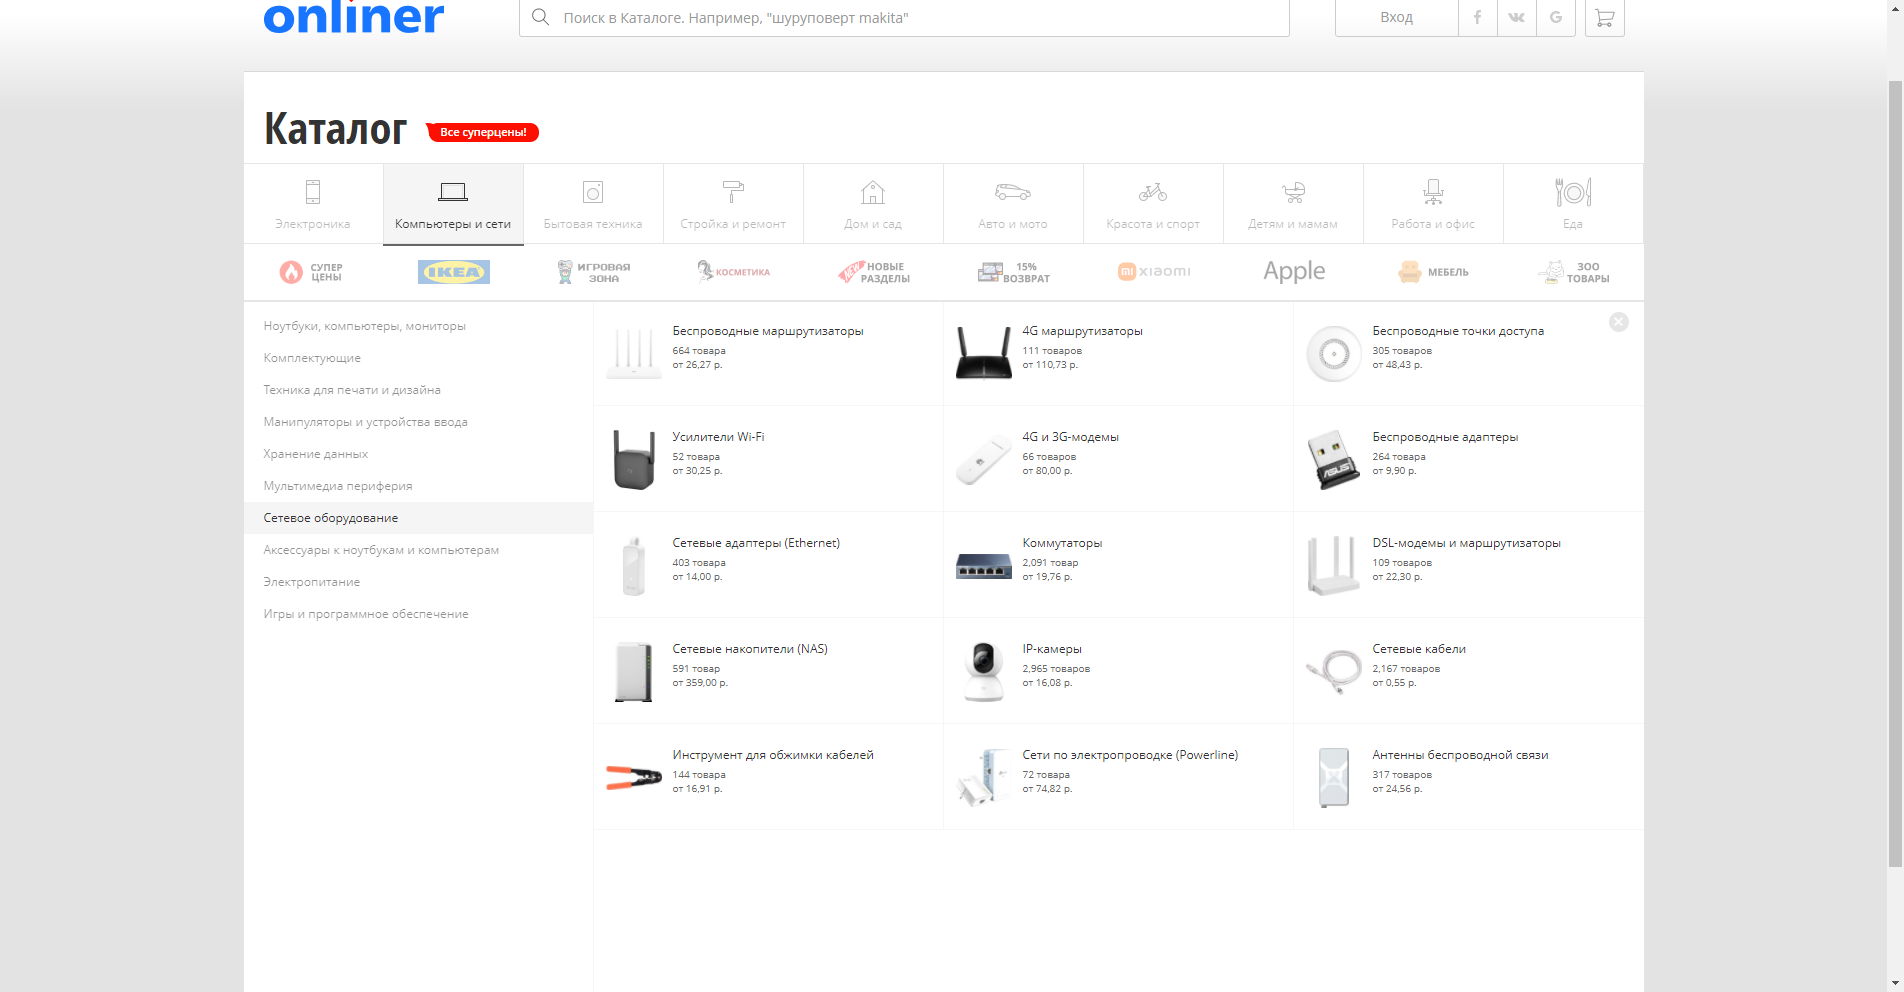 onliner
Поиск в Каталоге. Например, "шуруповерт makita"
Вход
Каталог
Все суперцены!
Электроника
Компьютеры и сети
Бытовая техника
Стройка и ремонт
Дом и сад
Авто и мото
Красота и спорт
Детям и мамам
Работа и офис
Еда
СУПЕР
ЦЕНЫ
IKEA
ИГРОВАЯ
ЗОНА
КОСМЕТИКА
NEW
НОВЫЕ
РАЗДЕЛЫ
15%
ВОЗВРАТ
xiaomi
Apple
МЕБЕЛЬ
ЗОО
ТОВАРЫ
Ноутбуки, компьютеры, мониторы
Комплектующие
Техника для печати и дизайна
Манипуляторы и устройства ввода
Хранение данных
Мультимедиа периферия
Сетевое оборудование
Аксессуары к ноутбукам и компьютерам
Электропитание
Игры и программное обеспечение
Беспроводные маршрутизаторы
664 товара
от 26,27 р.
4G маршрутизаторы
111 товаров
от 110,73 р.
Беспроводные точки доступа
305 товаров
от 48,43 р.
Усилители Wi-Fi
52 товара
от 30,25 р.
4G и 3G-модемы
66 товаров
от 80,00 р.
ASUS
Беспроводные адаптеры
264 товара
от 9,90 р.
Сетевые адаптеры (Ethernet)
403 товара
от 14,00 р.
Коммутаторы
2,091 товар
от 19,76 р.
DSL-модемы и маршрутизаторы
109 товаров
от 22,30 р.
Сетевые накопители (NAS)
591 товар
от 359,00 р.
IP-камеры
2,965 товаров
от 16,08 р.
Сетевые кабели
2,167 товаров
от 0,55 р.
Инструмент для обжимки кабелей
144 товара
от 16,91 р.
Сети по электропроводке (Powerline)
72 товара
от 74,82 р.
Антенны беспроводной связи
317 товаров
от 24,56 р.